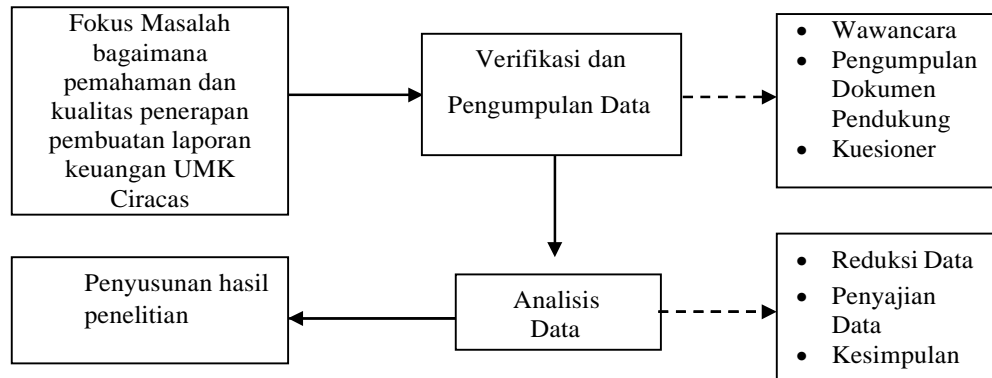 Fokus Masalah
bagaimana
pemahaman dan
kualitas penerapan
pembuatan laporan
keuangan UMK
Ciracas
Verifikasi dan
Pengumpulan Data
• Wawancara
• Pengumpulan
Dokumen
Pendukung
• Kuesioner
Penyusunan hasil
penelitian
Analisis
Data
• Reduksi Data
• Penyajian
Data
• Kesimpulan